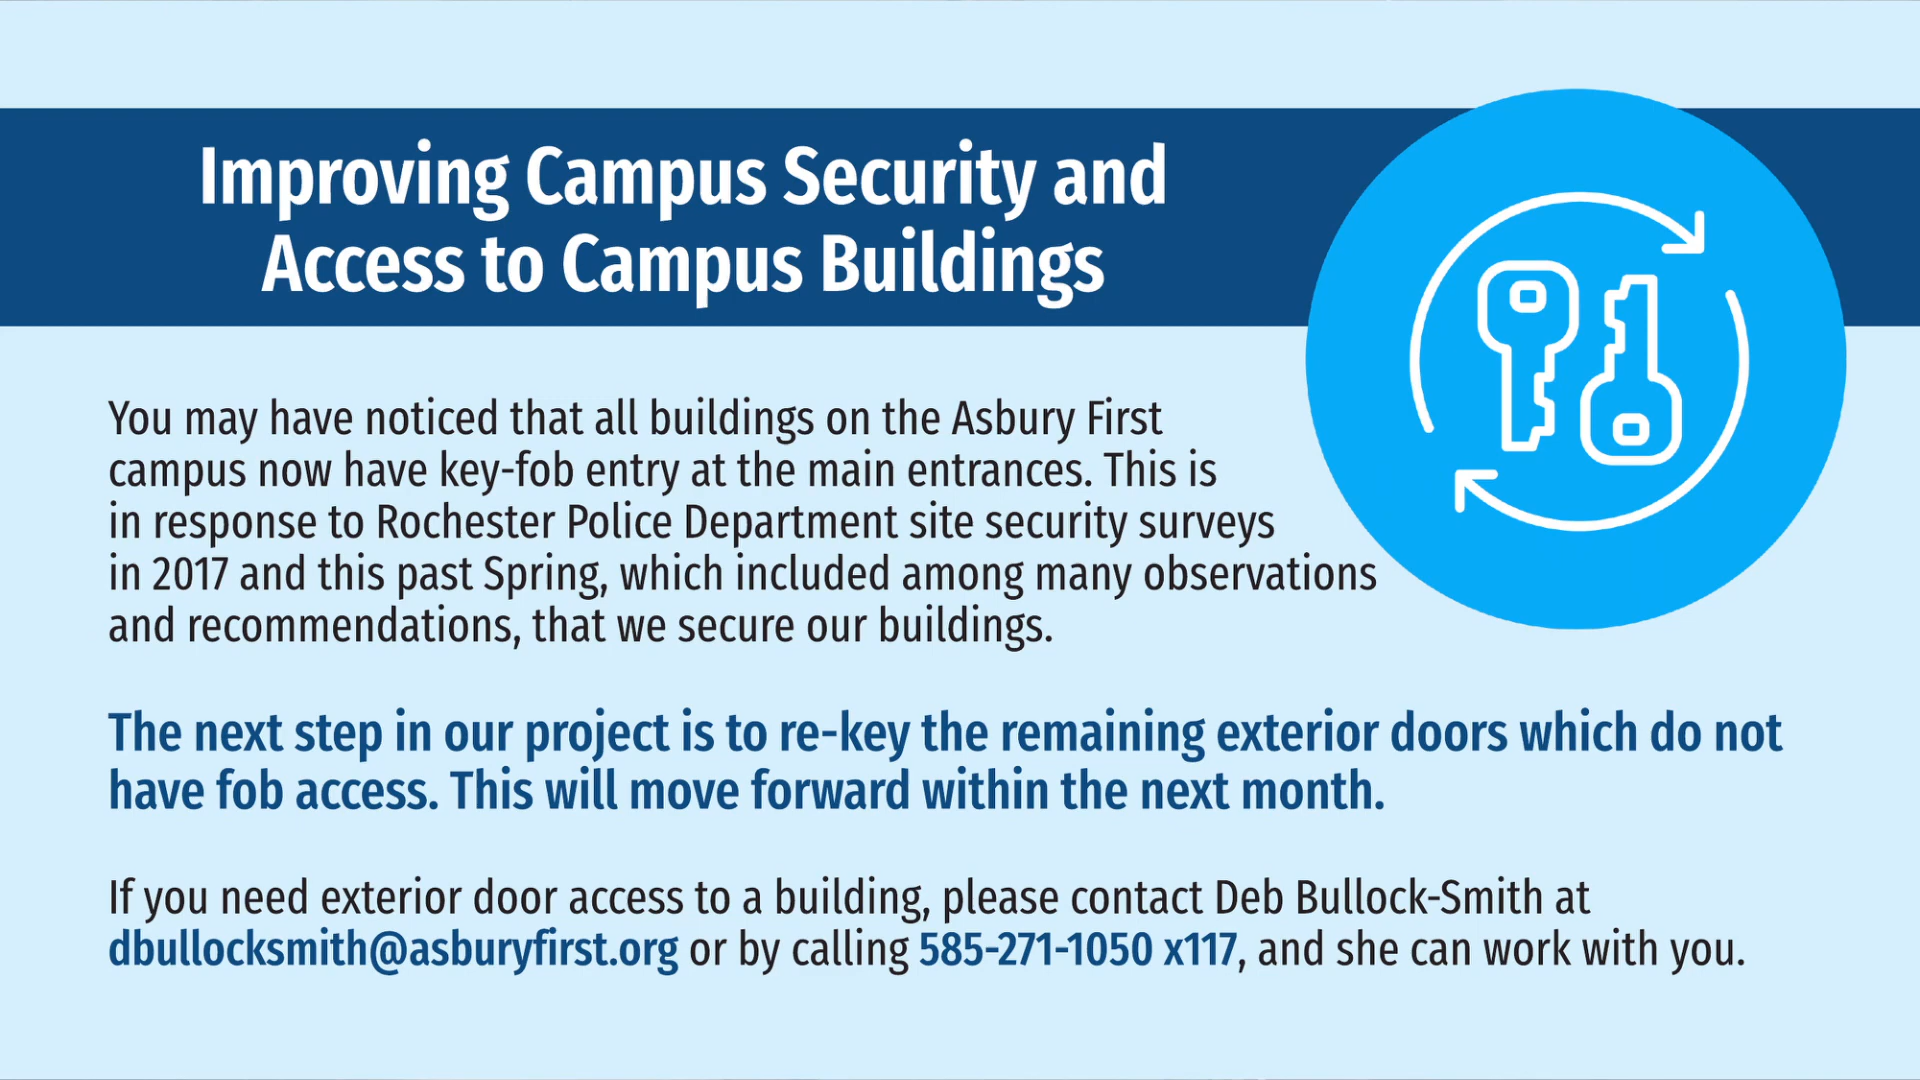 Improving Campus Security and
Access to Campus Buildings
You may have noticed that all buildings on the Asbury First
campus now have key-fob entry at the main entrances. This is
in response to Rochester Police Department site security surveys
in 2017 and this past Spring, which included among many observations
and recommendations, that we secure our buildings.
The next step in our project is to re-key the remaining exterior doors which do not
have fob access. This will move forward within the next month.
If you need exterior door access to a building, please contact Deb Bullock-Smith at
dbullocksmith@asburyfirst.org or by calling 585-271-1050 x117, and she can work with you.